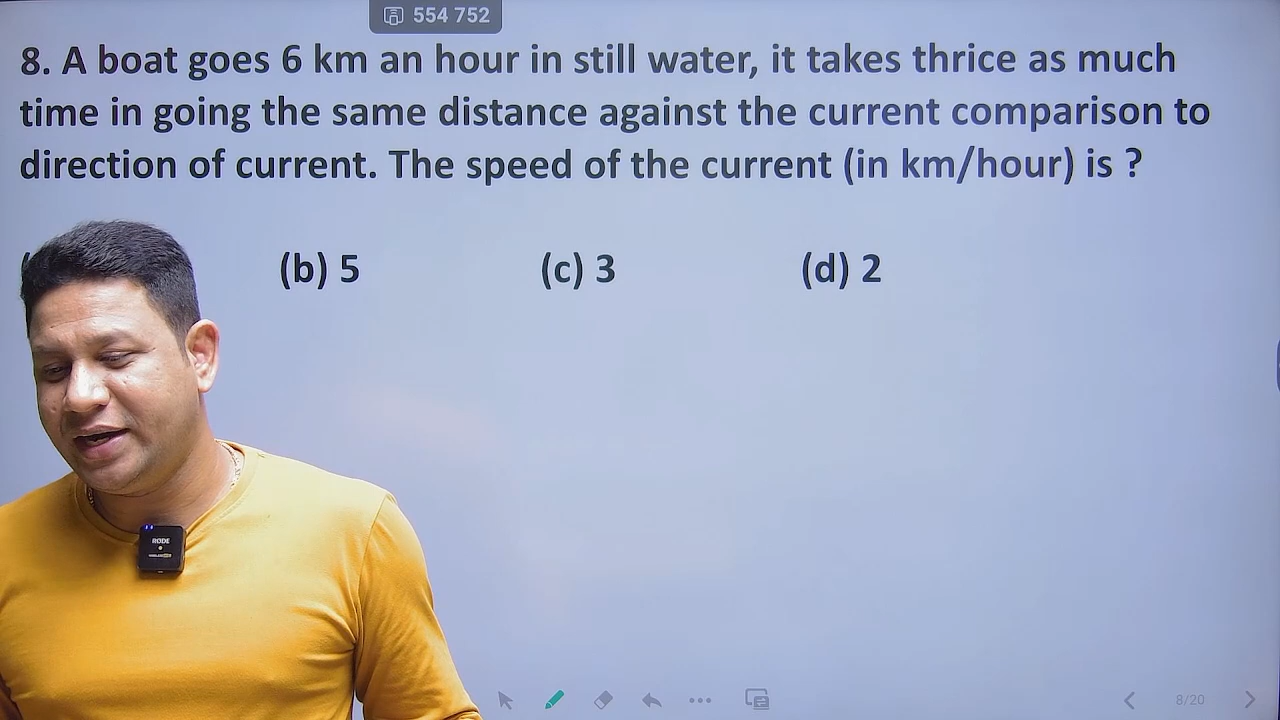 554 752
8. A boat goes 6 km an hour in still water, it takes thrice as much
time in going the same distance against the current comparison to
direction of current. The speed of the current (in km/hour) is ?
(b) 5 (c) 3 (d) 2
RØDE
8/20